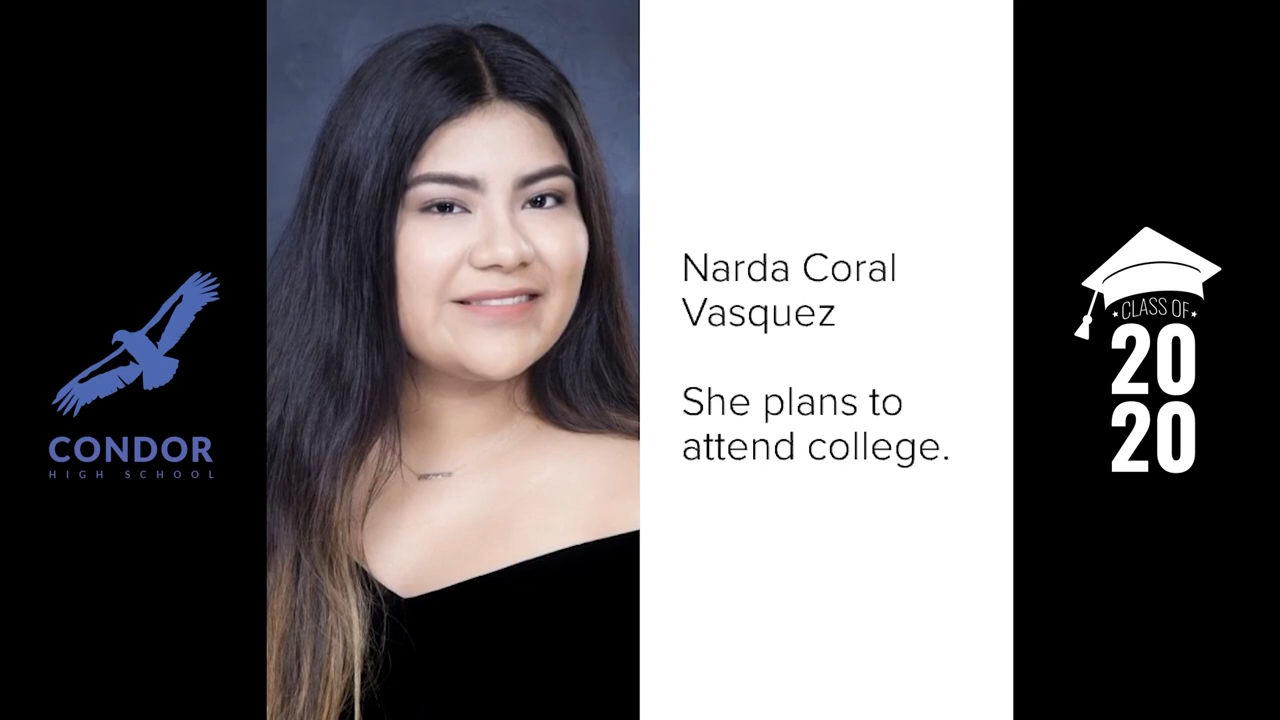 CONDOR
HIGH SCHOOL
Narda Coral
Vasquez
She plans to
attend college.
CLASS OF
20
20